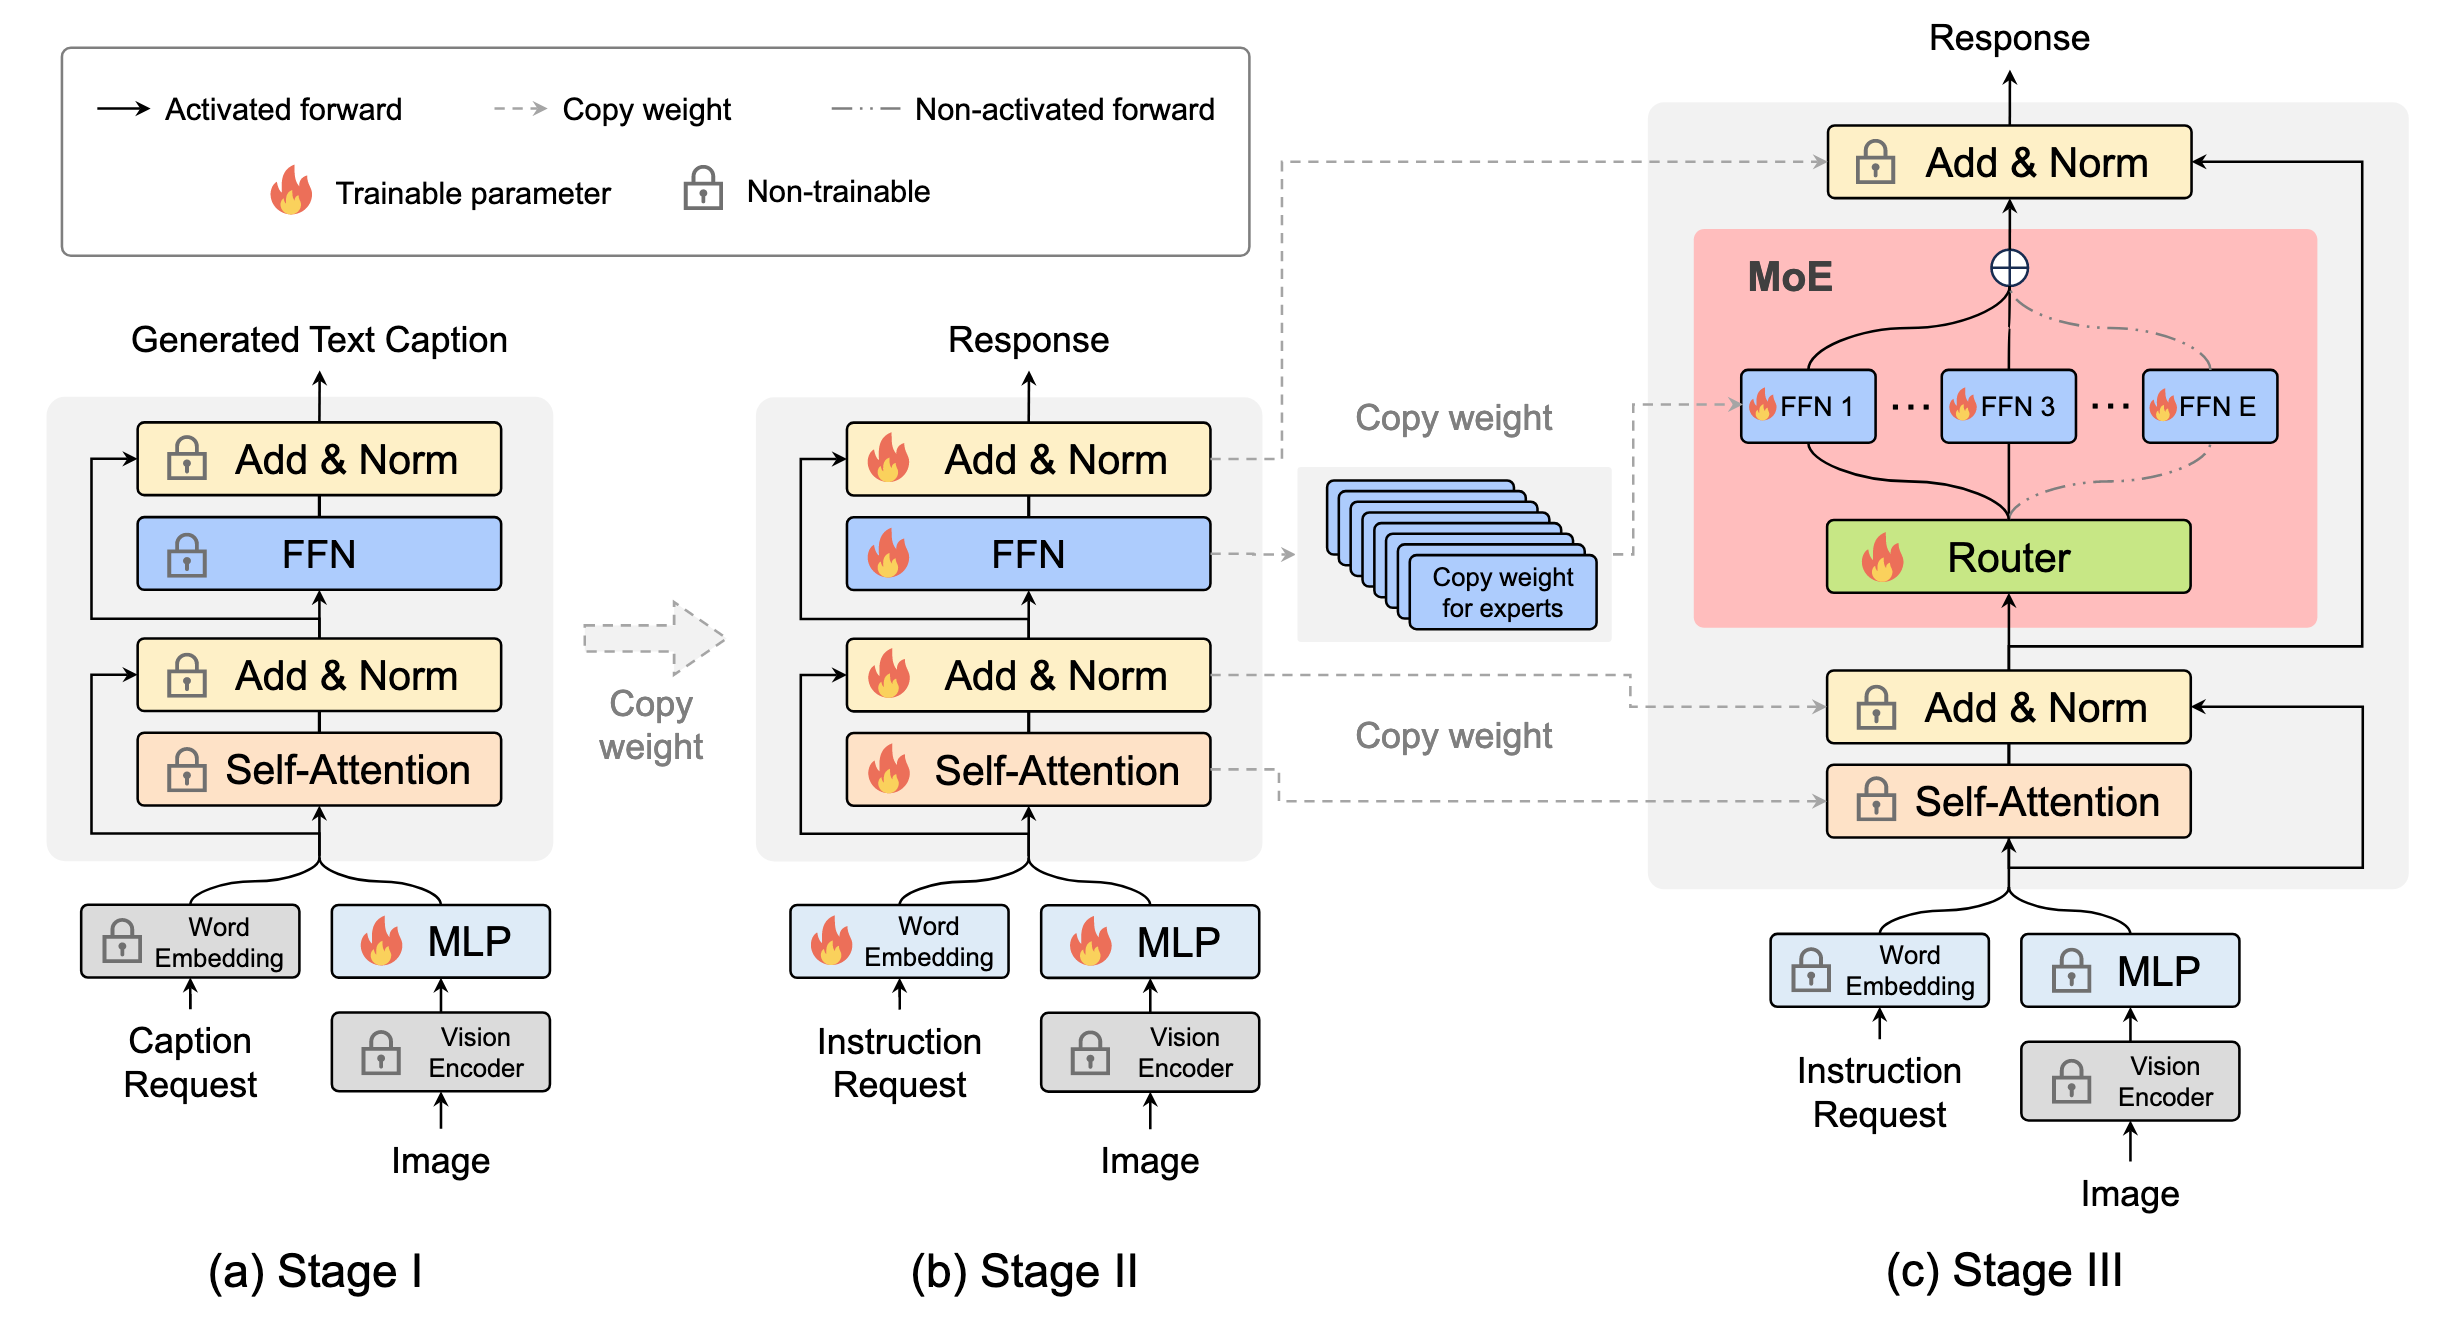 Activated forward
Copy weight
Non-activated forward
Trainable parameter
Non-trainable
Generated Text Caption
Add & Norm
FFN
Add & Norm
Self-Attention
Word
Embedding
MLP
Caption
Request
Vision
Encoder
Image
(a) Stage I
Copy
weight
Response
Add & Norm
FFN
Add & Norm
Self-Attention
Word
Embedding
MLP
Instruction
Request
Vision
Encoder
Image
(b) Stage II
Copy weight
Copy weight
for experts
Copy weight
Response
Add & Norm
MoE
FFN 1
...
FFN 3
...
FFN E
Router
Add & Norm
Self-Attention
Word
Embedding
MLP
Instruction
Request
Vision
Encoder
Image
(c) Stage III